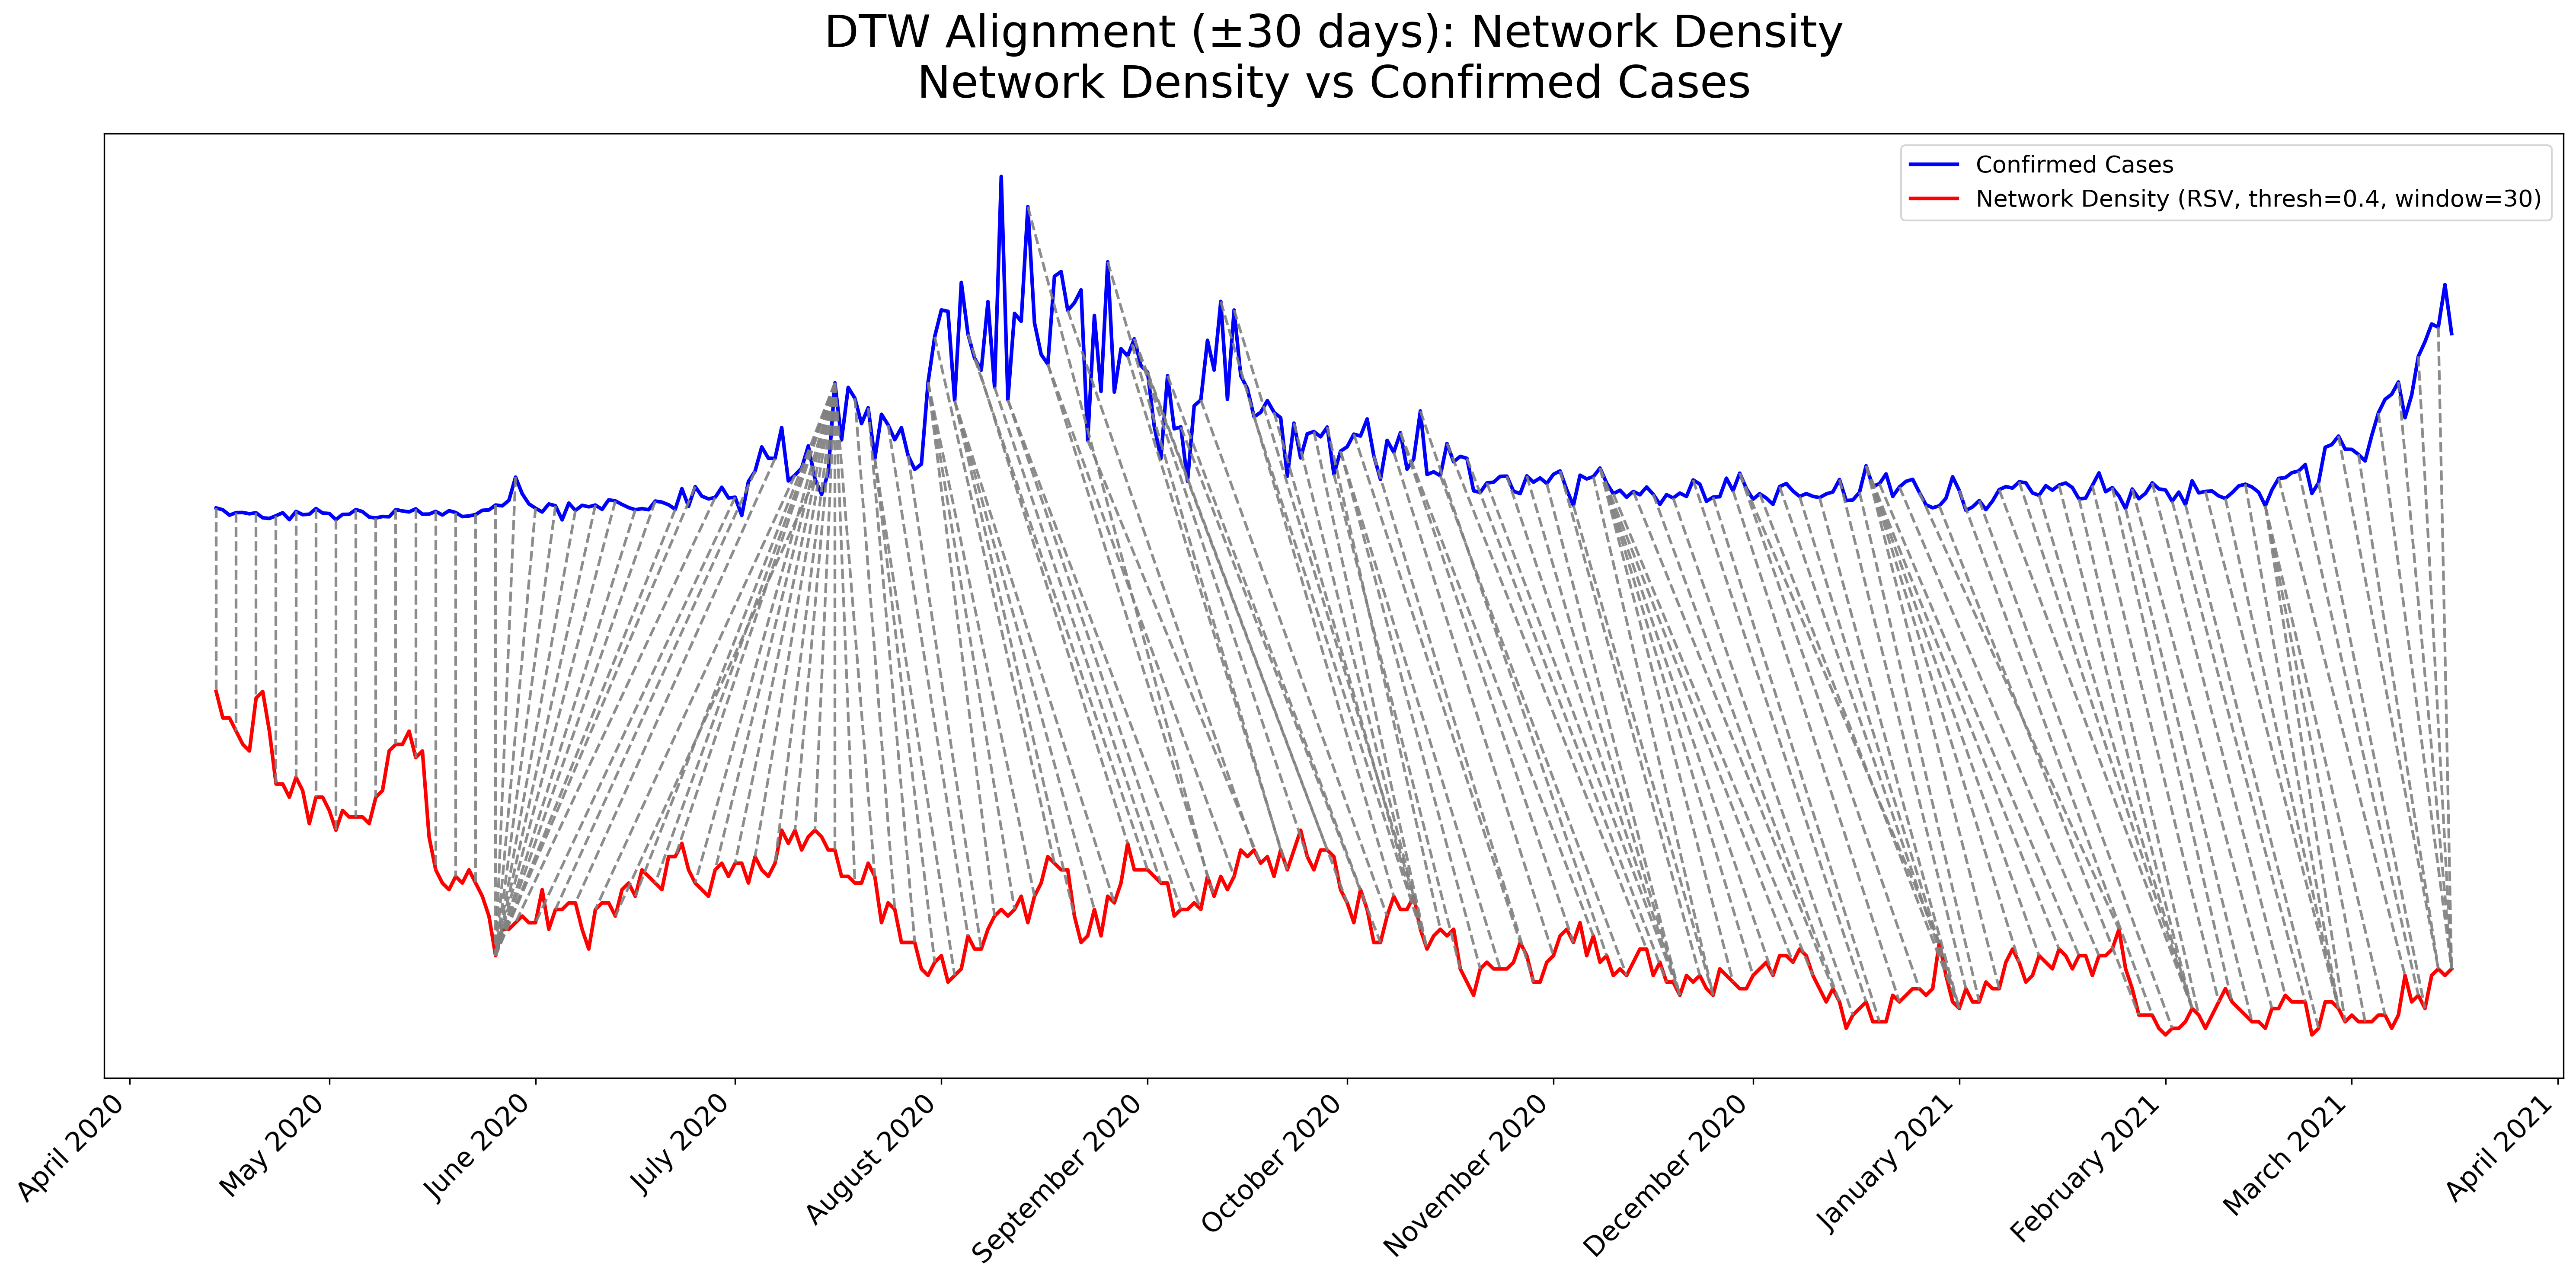 DTW Alignment (±30 days): Network Density
Network Density vs Confirmed Cases
Confirmed Cases
Network Density (RSV, thresh=0.4, window=30)
April 2020
May 2020
June 2020
July 2020
August 2020
September 2020
October 2020
November 2020
December 2020
January 2021
February 2021
March 2021
April 2021